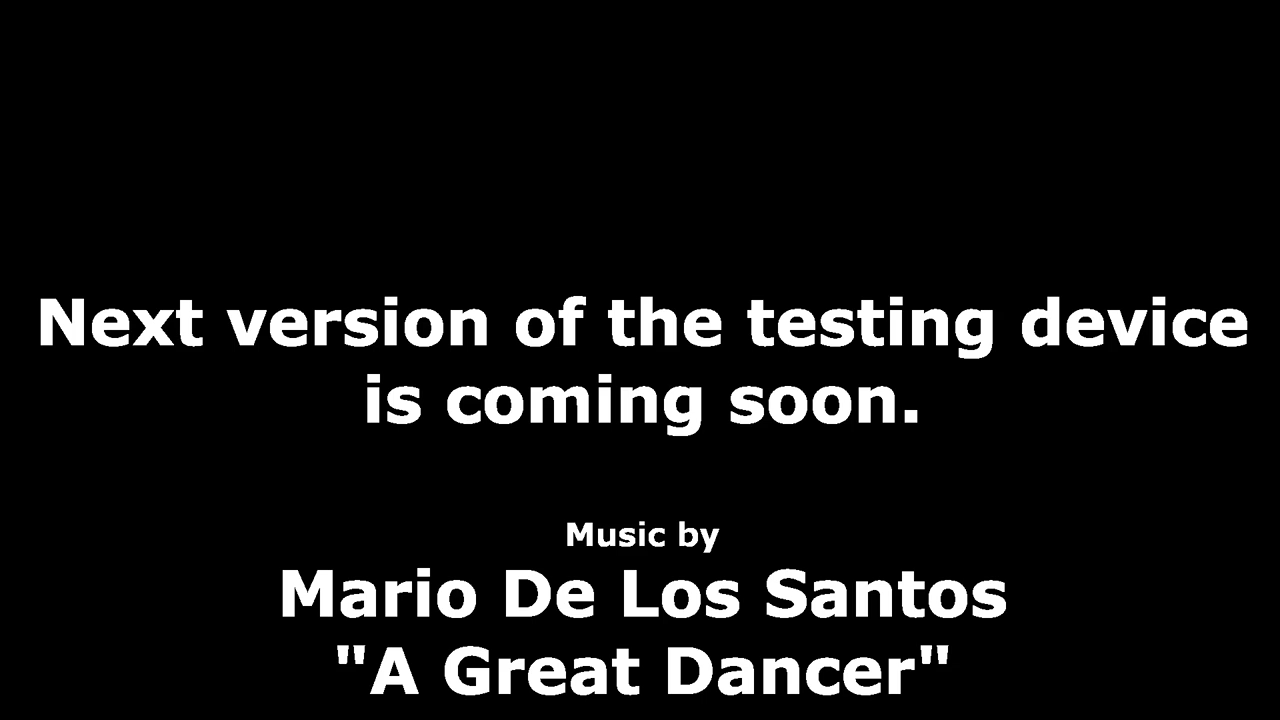 Next version of the testing device
is coming soon.
Music by
Mario De Los Santos
"A Great Dancer"